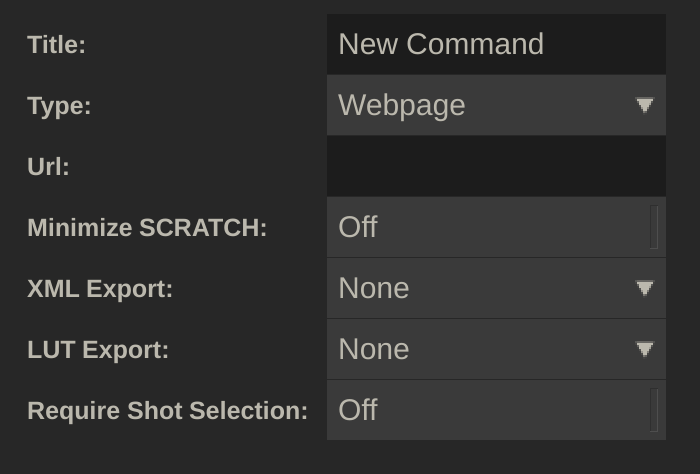 Title: New Command
Type: Webpage
Url:
Minimize SCRATCH: Off
XML Export: None
LUT Export: None
Require Shot Selection: Off